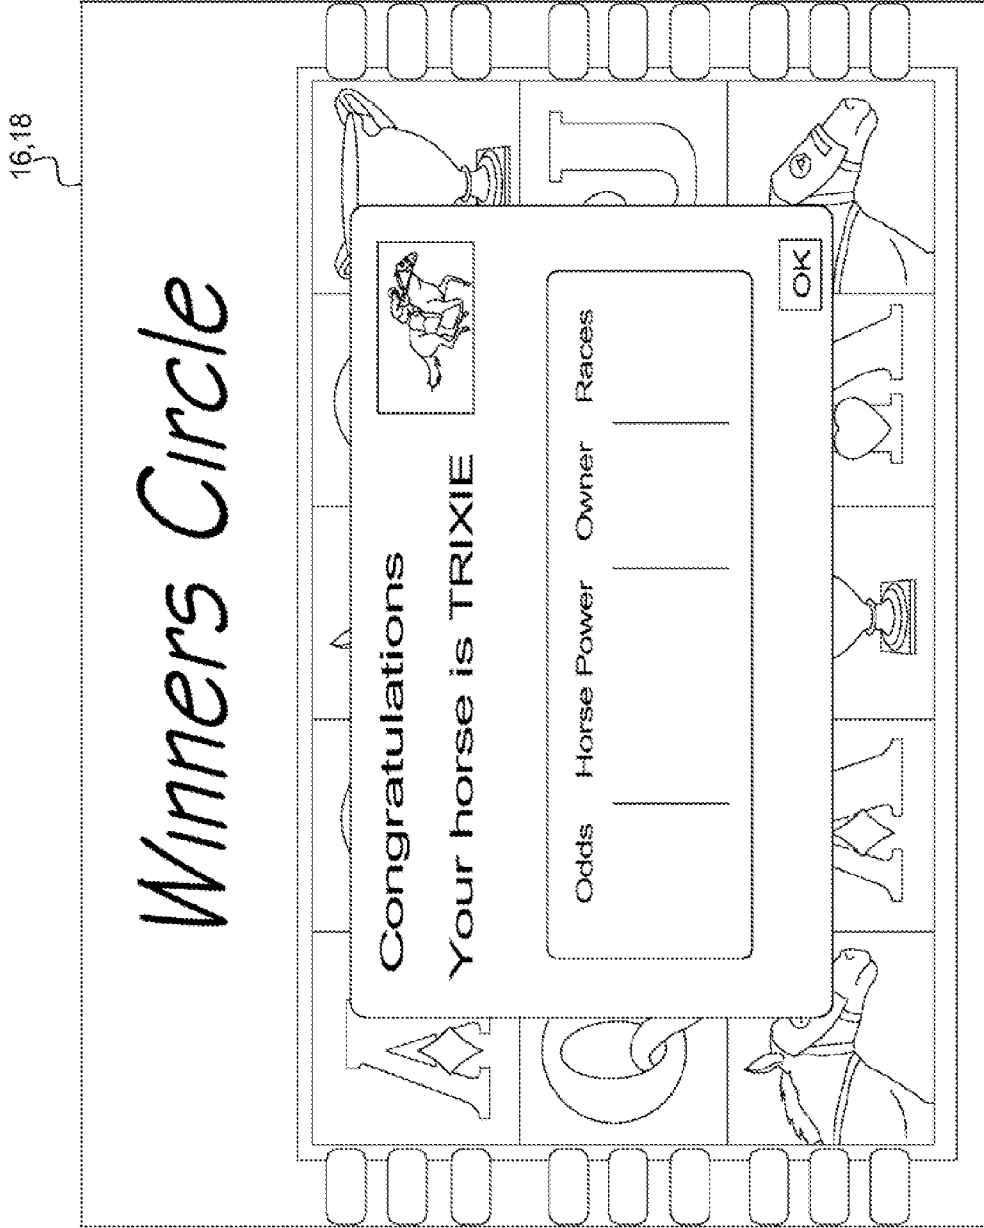 16,18
Winners Circle
Congratulations
Your horse is TRIXIE
Odds Horse Power Owner Races
OK
A
J
Q
A
A